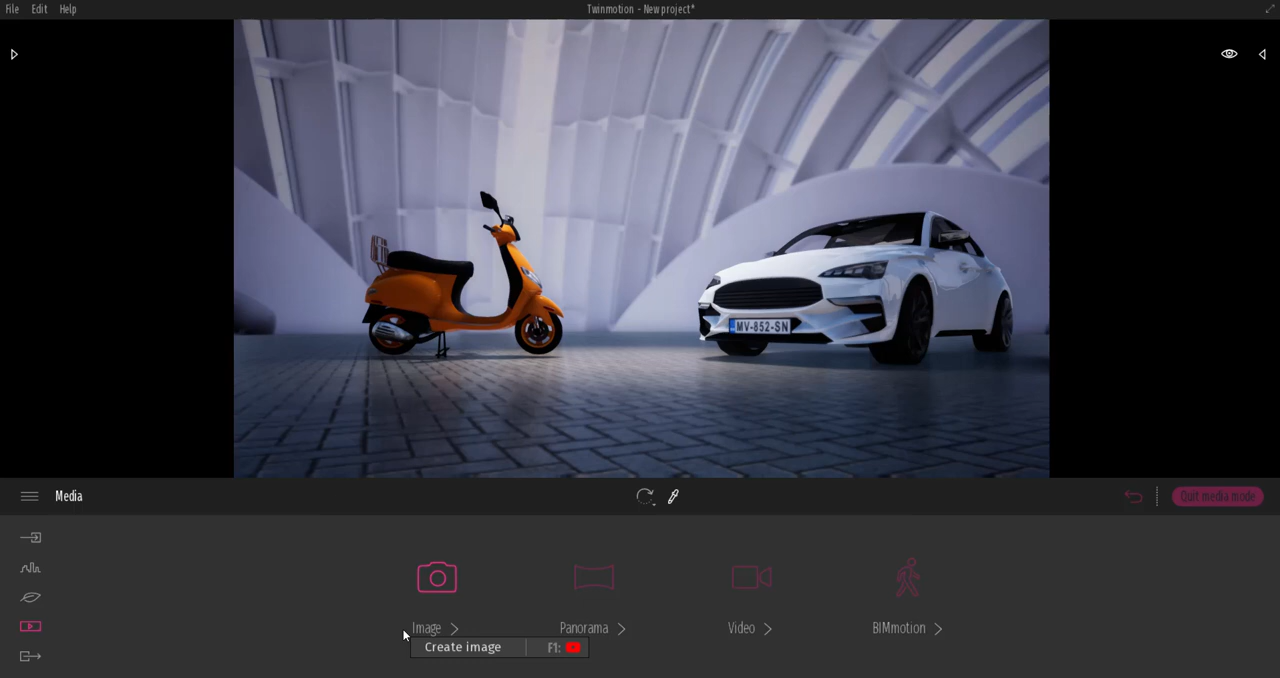 File Edit Help
Twinmotion - New project*
MV-852-SN
Media
Quit media mode
Image
Panorama
Video
BIMmotion
Create image
F1: